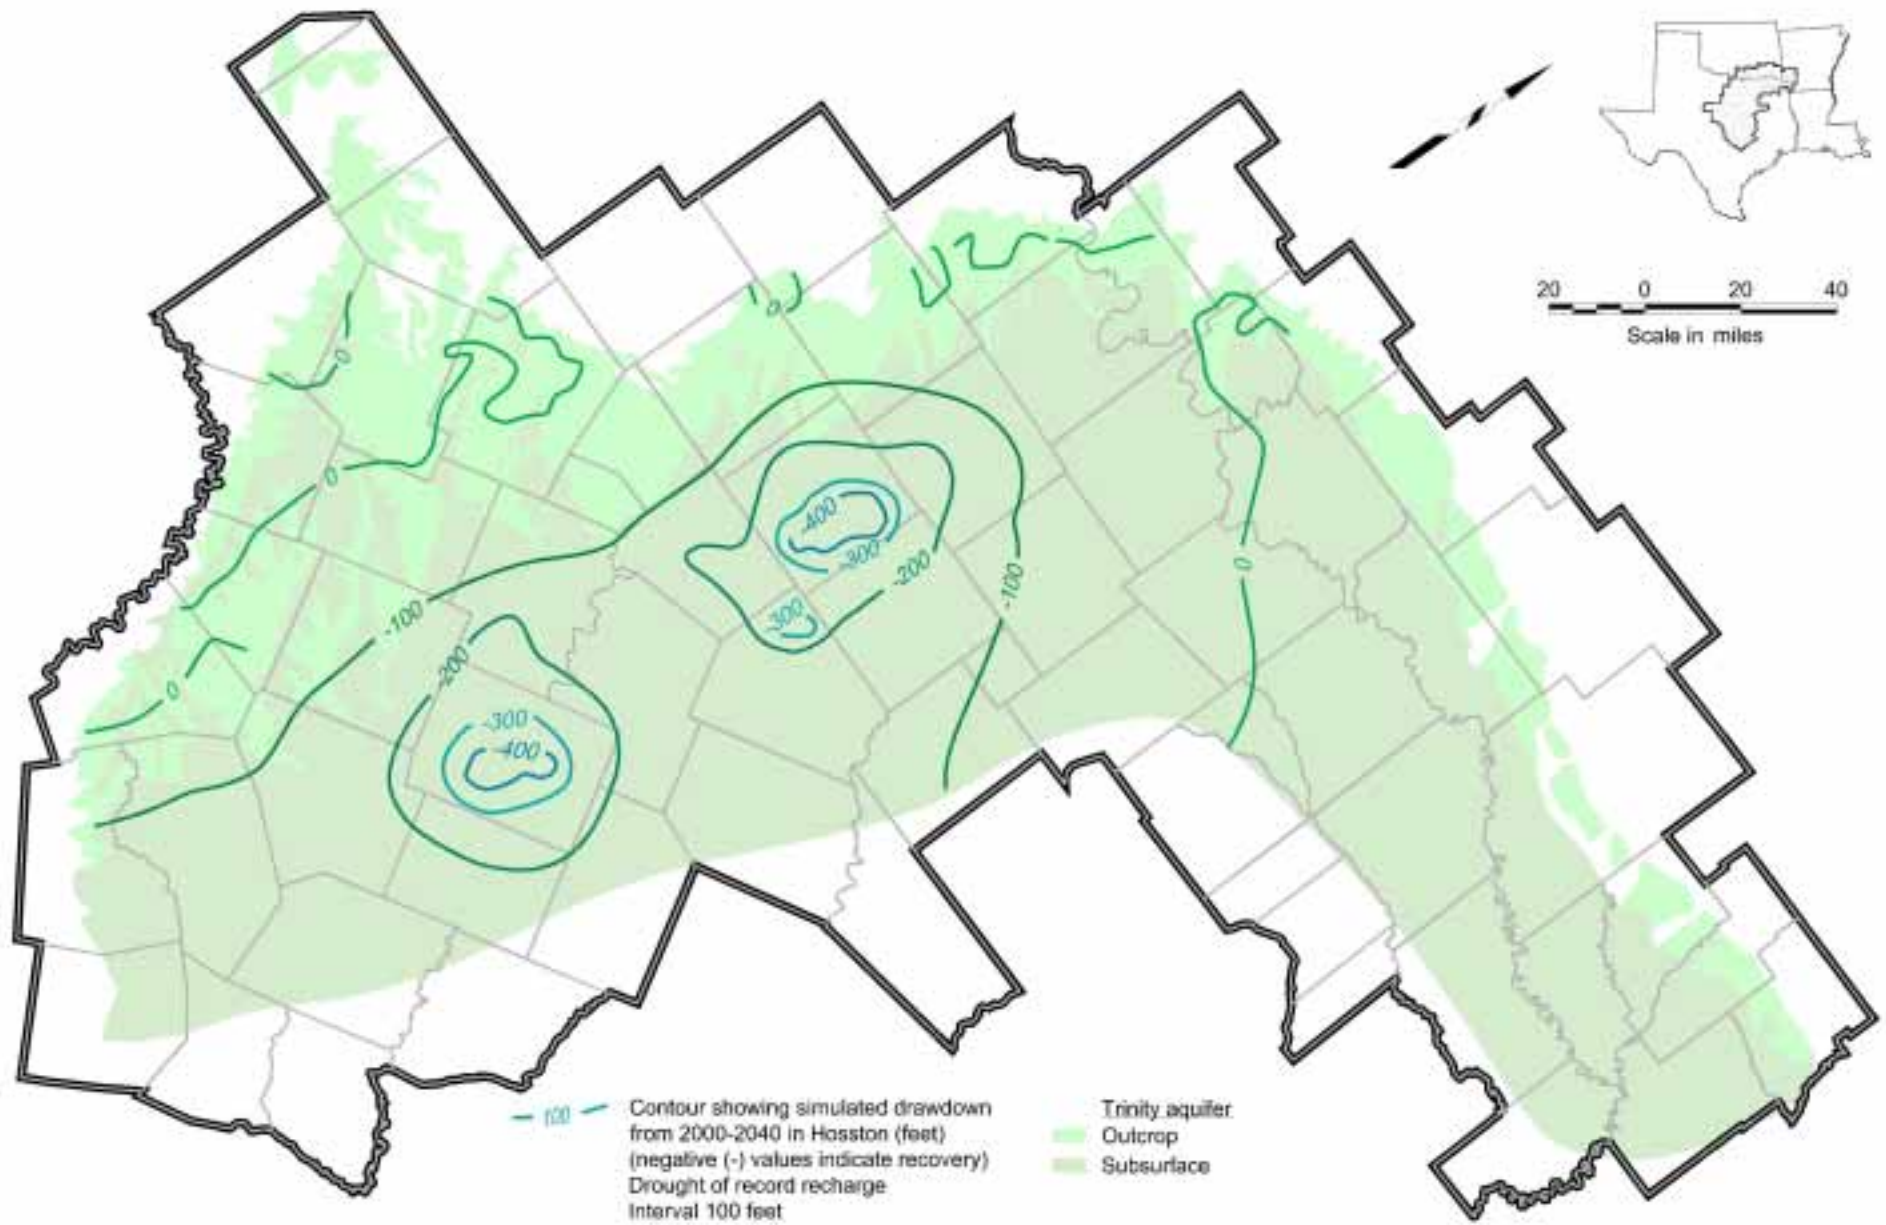 20 0 20 40
Scale in miles
0
0
0
0
0
0
-100
-200
-300
-400
-400
-300
-200
-300
-100
100
Contour showing simulated drawdown
from 2000-2040 in Hosston (feet)
(negative (-) values indicate recovery)
Drought of record recharge
Interval 100 feet
Trinity aquifer
Outcrop
Subsurface